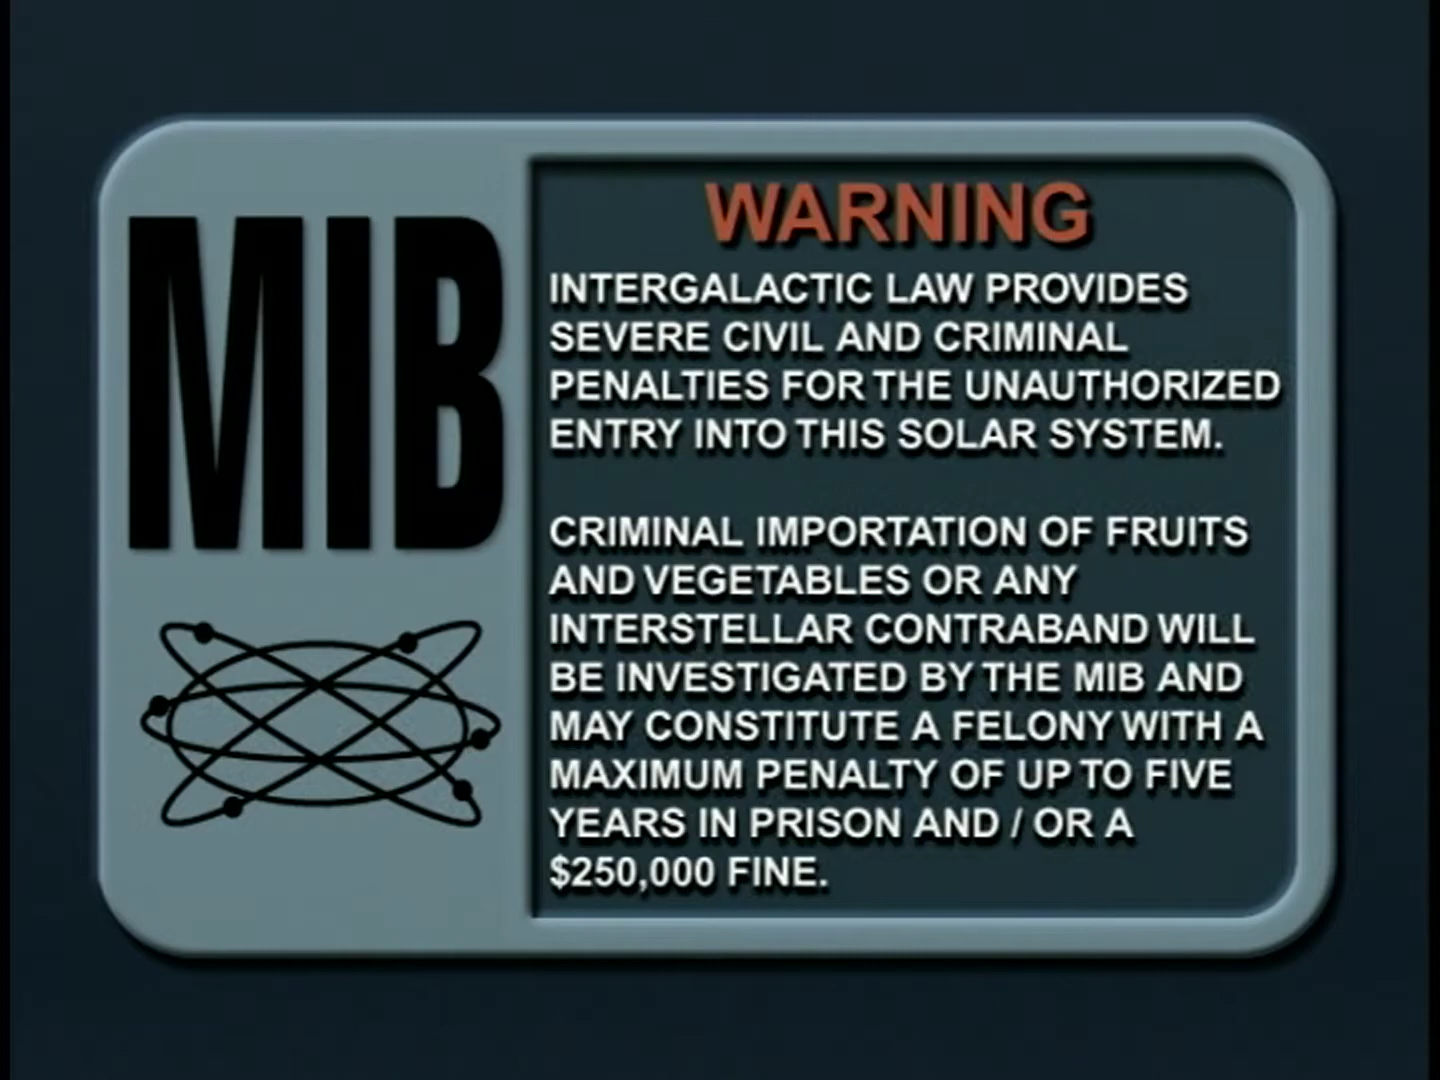 MIB
WARNING
INTERGALACTIC LAW PROVIDES
SEVERE CIVIL AND CRIMINAL
PENALTIES FOR THE UNAUTHORIZED
ENTRY INTO THIS SOLAR SYSTEM.
CRIMINAL IMPORTATION OF FRUITS
AND VEGETABLES OR ANY
INTERSTELLAR CONTRABAND WILL
BE INVESTIGATED BY THE MIB AND
MAY CONSTITUTE A FELONY WITH A
MAXIMUM PENALTY OF UP TO FIVE
YEARS IN PRISON AND / OR A
$250,000 FINE.